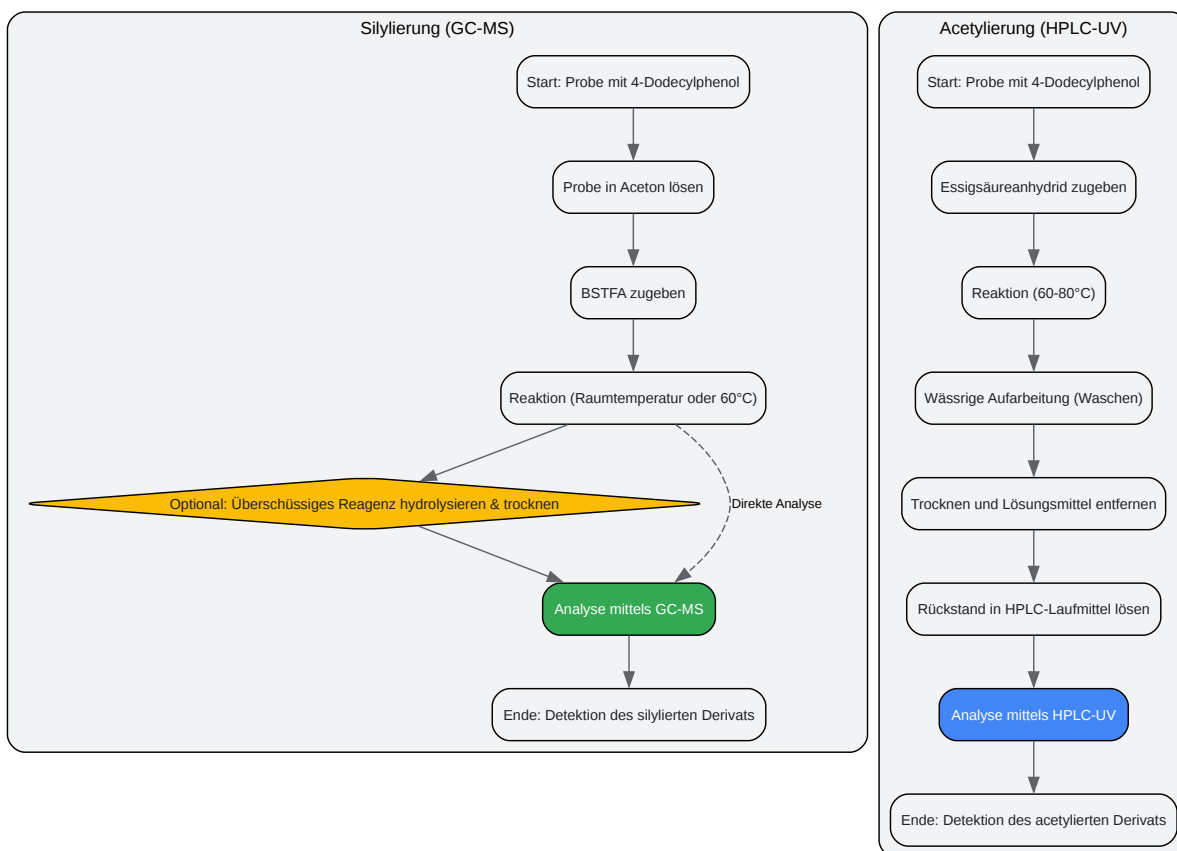 Silylierung (GC-MS)
Start: Probe mit 4-Dodecylphenol
Probe in Aceton lösen
BSTFA zugeben
Reaktion (Raumtemperatur oder 60°C)
Optional: Überschüssiges Reagenz hydrolysieren & trocknen
Direkte Analyse
Analyse mittels GC-MS
Ende: Detektion des silylierten Derivats
Acetylierung (HPLC-UV)
Start: Probe mit 4-Dodecylphenol
Essigsäureanhydrid zugeben
Reaktion (60-80°C)
Wässrige Aufarbeitung (Waschen)
Trocknen und Lösungsmittel entfernen
Rückstand in HPLC-Laufmittel lösen
Analyse mittels HPLC-UV
Ende: Detektion des acetylierten Derivats